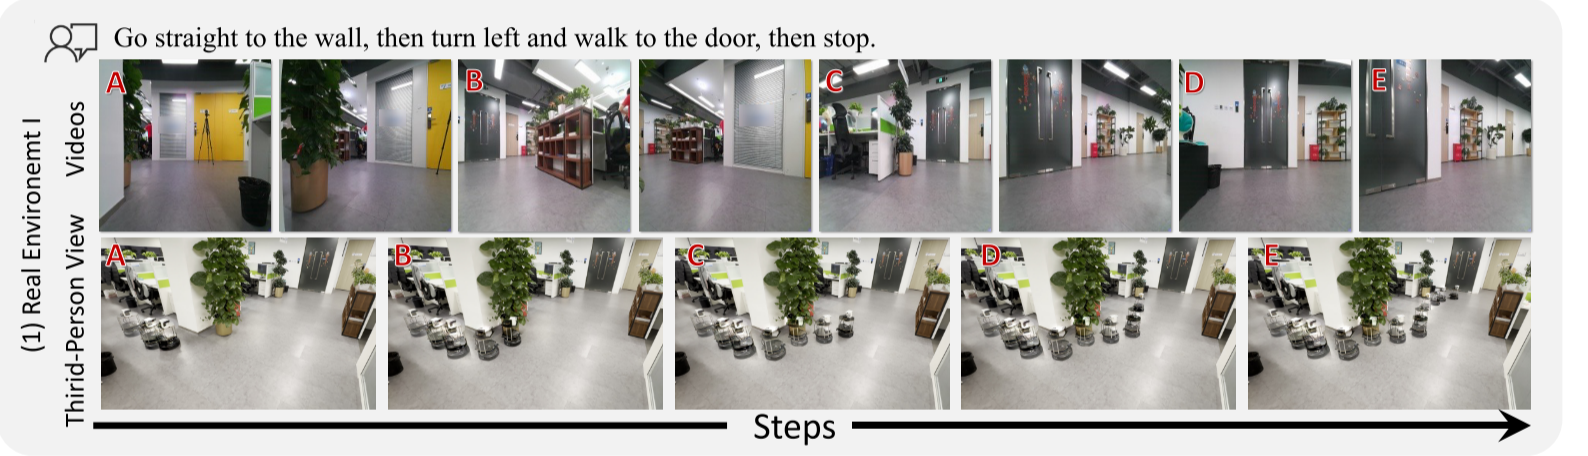 Go straight to the wall, then turn left and walk to the door, then stop.
(1) Real Environemt I
Videos
A
B
C
D
E
Thirid-Person View
A
B
C
D
E
Steps